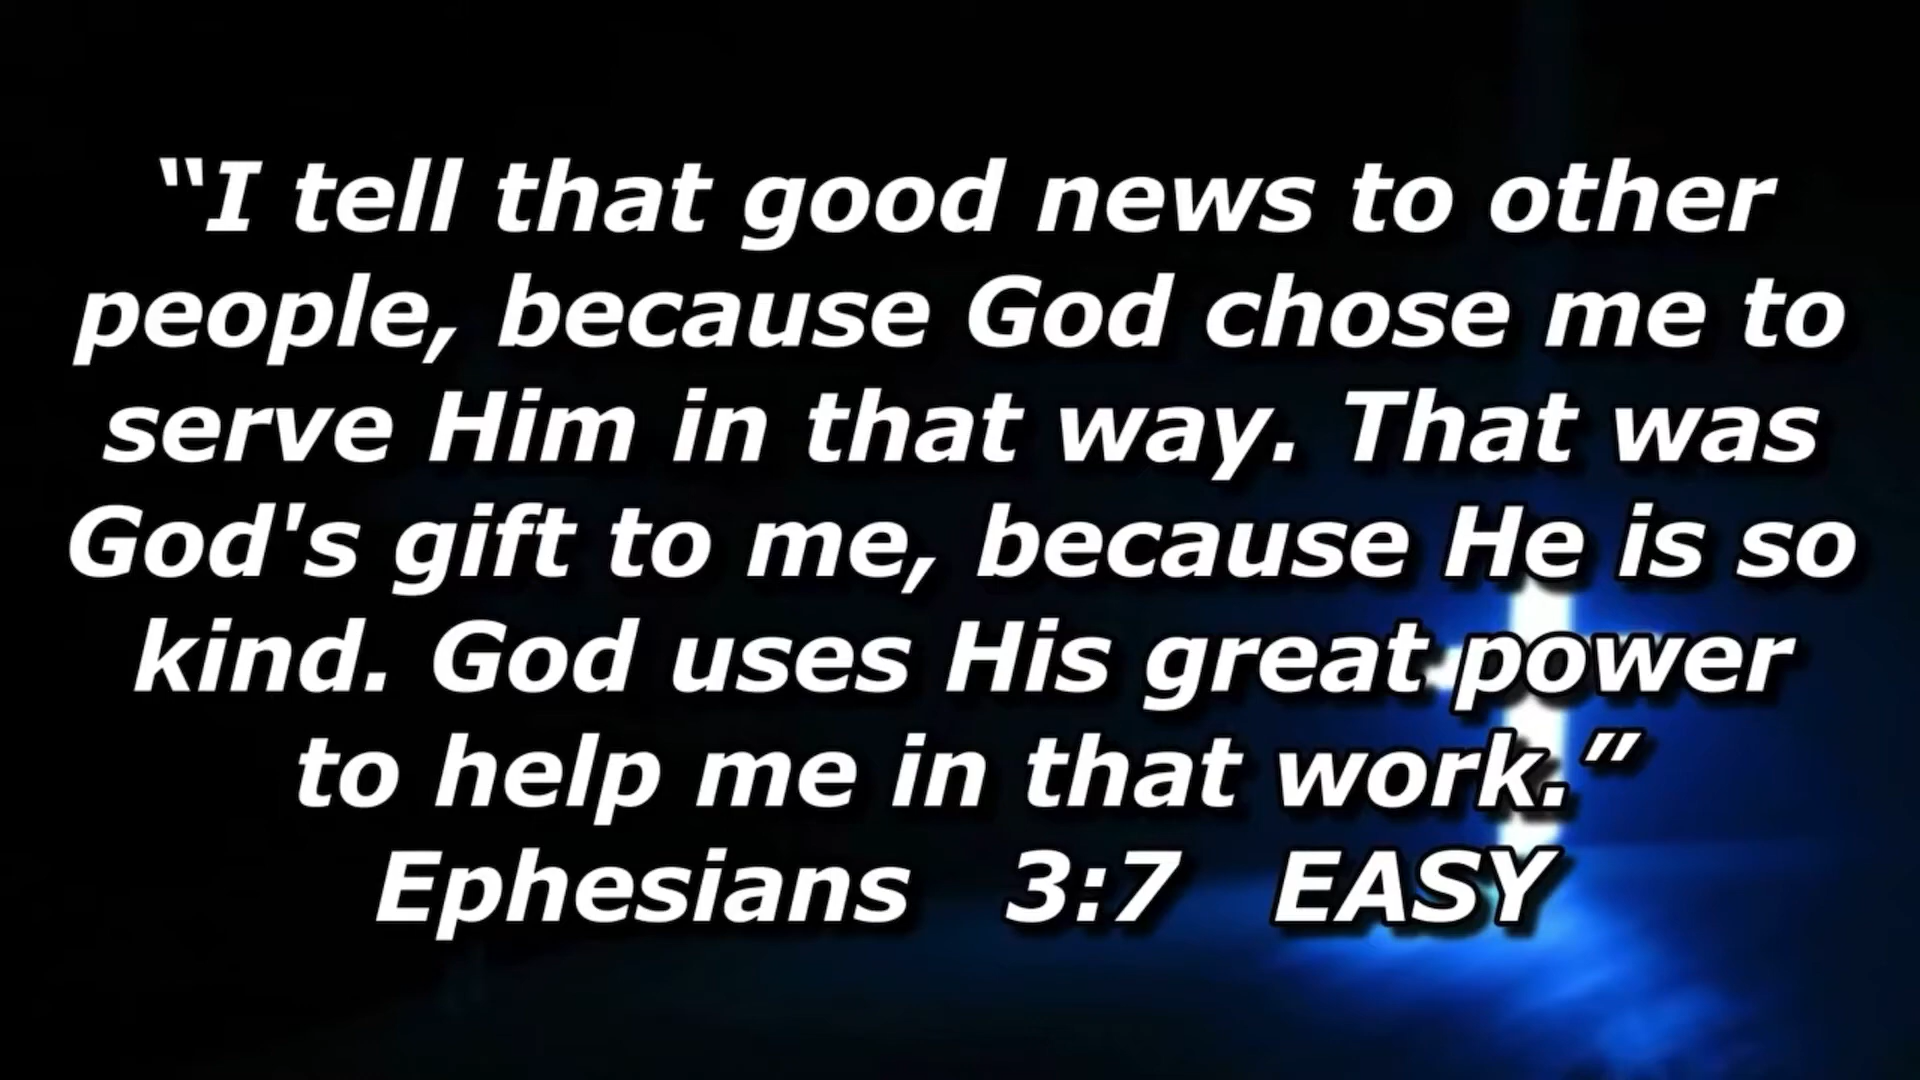 “I tell that good news to other
people, because God chose me to
serve Him in that way. That was
God's gift to me, because He is so
kind. God uses His great power
to help me in that work.”
Ephesians 3:7 EASY